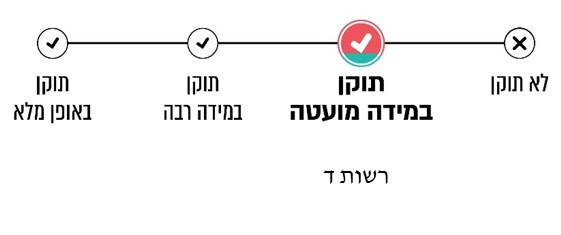 לא תוקן
תוקן
במידה מועטה
תוקן
במידה רבה
תוקן
באופן מלא
רשות ד